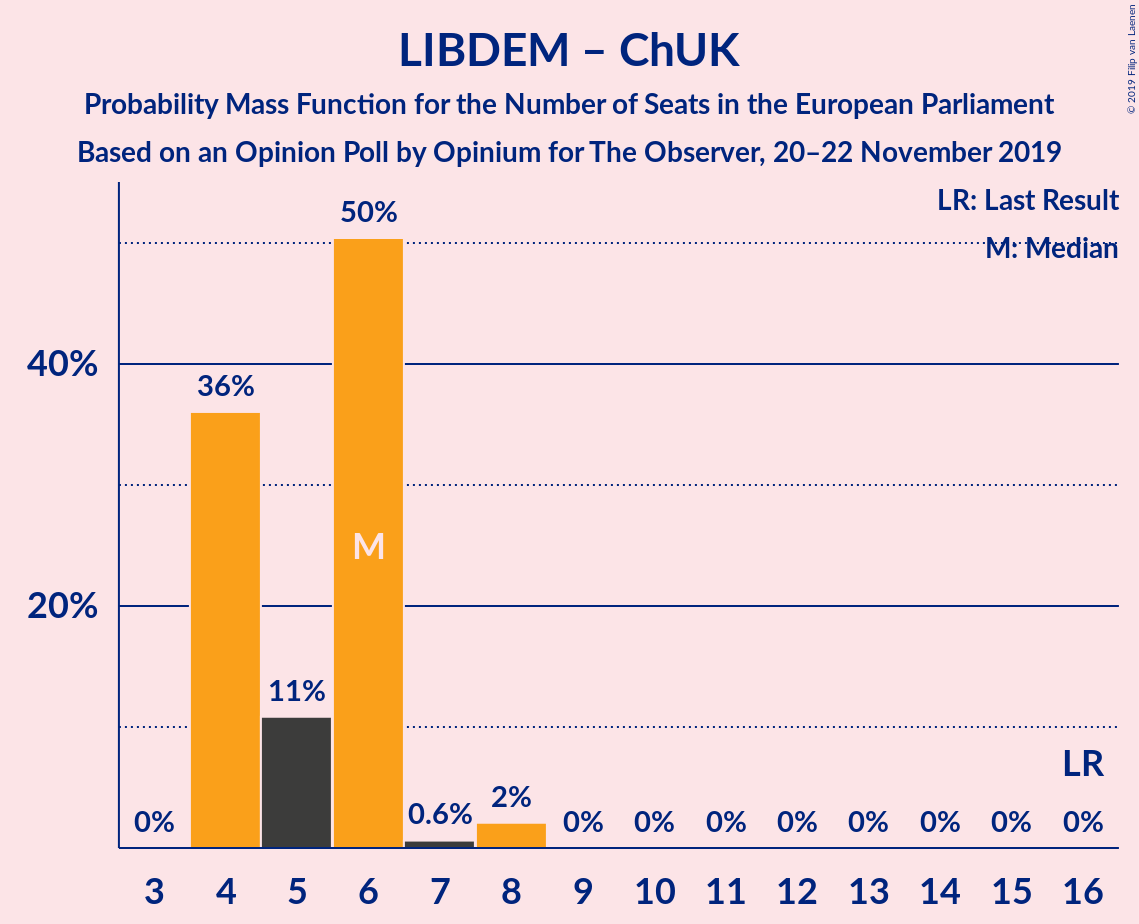 LIBDEM – ChUK
Probability Mass Function for the Number of Seats in the European Parliament
Based on an Opinion Poll by Opinium for The Observer, 20–22 November 2019
© 2019 Filip van Laenen
LR: Last Result
M: Median
50%
40%
36%
M
20%
11%
LR
0% 0.6% 2% 0% 0% 0% 0% 0% 0% 0% 0%
3 4 5 6 7 8 9 10 11 12 13 14 15 16